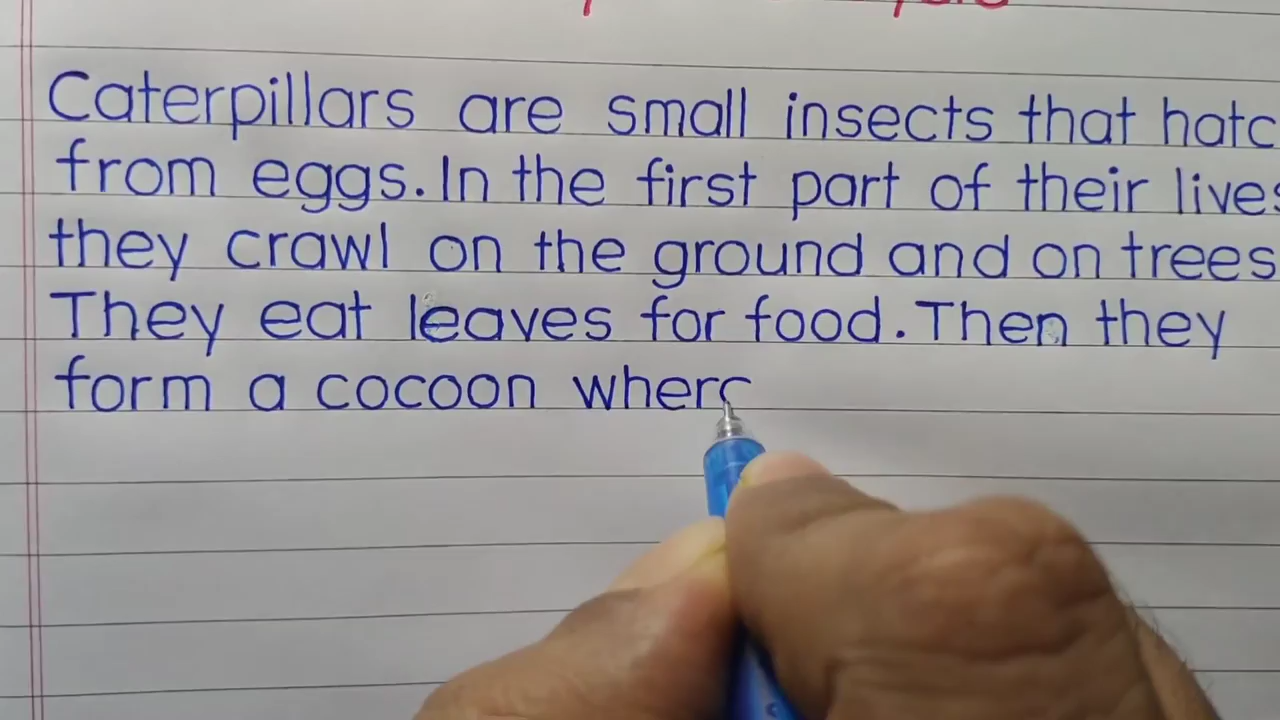 Caterpillars are small insects that hatc
from eggs. In the first part of their lives
they crawl on the ground and on trees
They eat leaves for food. Then they
form a cocoon wher